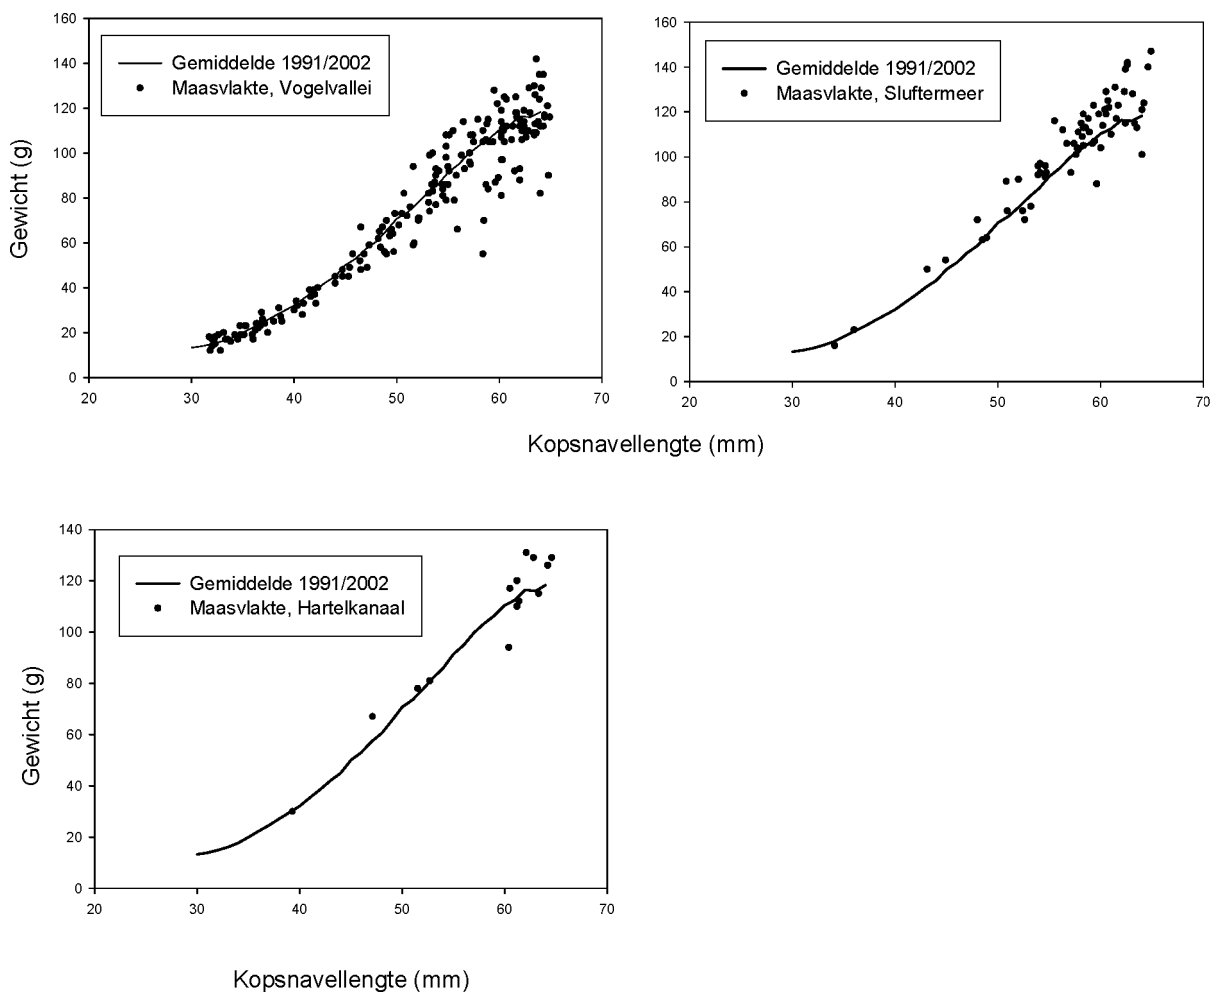 160
140
120
100
80
60
40
20
0
Gewicht (g)
Gemiddelde 1991/2002
Maasvlakte, Vogelvallei
20 30 40 50 60 70
160
140
120
100
80
60
40
20
0
Gemiddelde 1991/2002
Maasvlakte, Sluftermeer
20 30 40 50 60 70
Kopsnavellengte (mm)
140
120
100
80
60
40
20
0
Gewicht (g)
Gemiddelde 1991/2002
Maasvlakte, Hartelkanaal
20 30 40 50 60 70
Kopsnavellengte (mm)